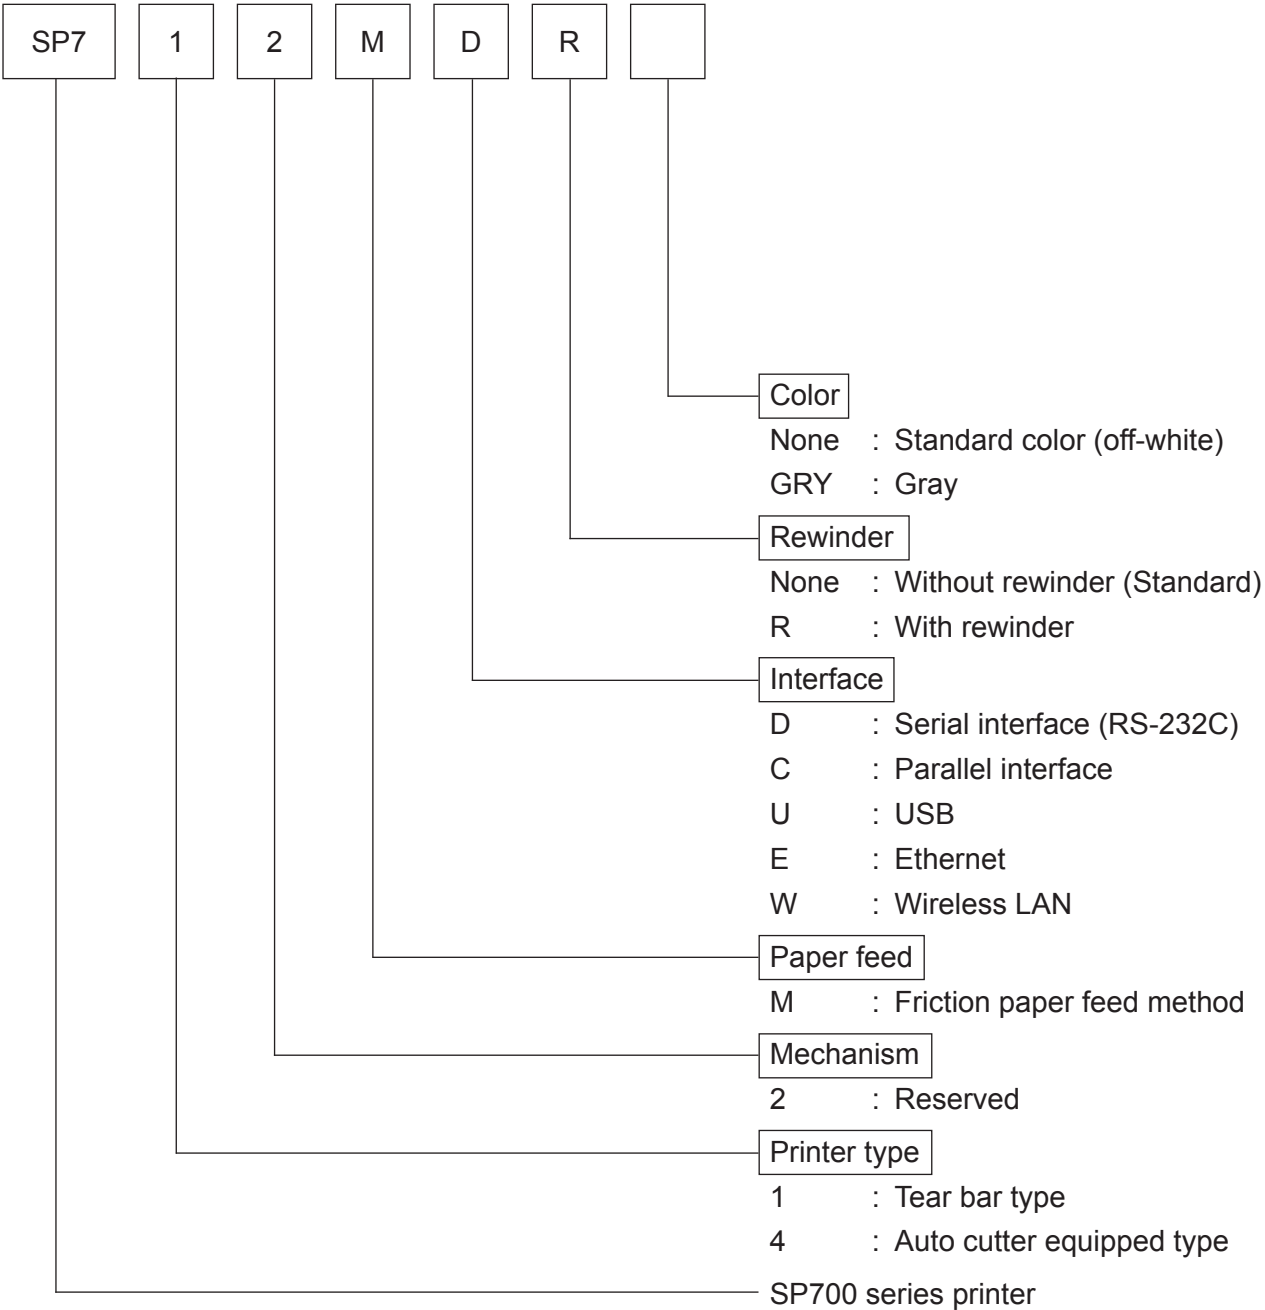 SP7 1 2 M D R
Color
None : Standard color (off-white)
GRY : Gray
Rewinder
None : Without rewinder (Standard)
R : With rewinder
Interface
D : Serial interface (RS-232C)
C : Parallel interface
U : USB
E : Ethernet
W : Wireless LAN
Paper feed
M : Friction paper feed method
Mechanism
2 : Reserved
Printer type
1 : Tear bar type
4 : Auto cutter equipped type
SP700 series printer